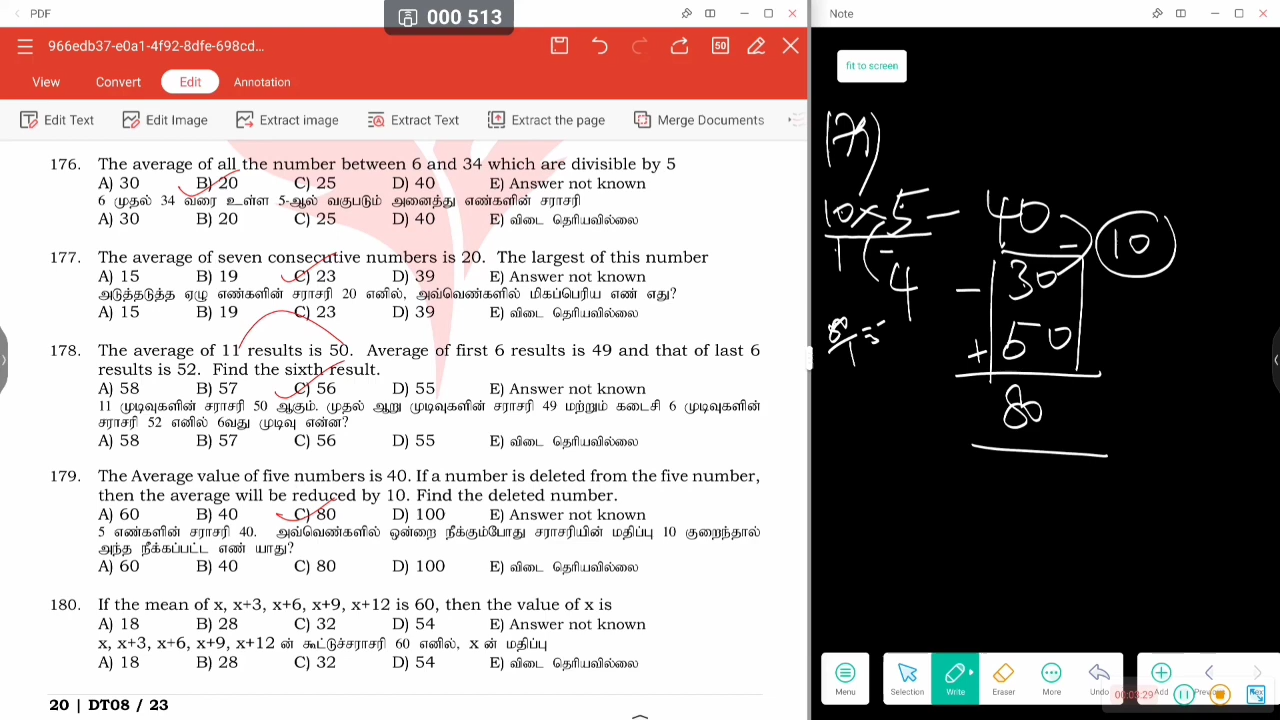 PDF
000 513
Note
966edb37-e0a1-4f92-8dfe-698cd...
50
fit to screen
View Convert Edit Annotation
Edit Text Edit Image Extract image Extract Text Extract the page Merge Documents
176. The average of all the number between 6 and 34 which are divisible by 5
A) 30 B) 20 C) 25 D) 40 E) Answer not known
6 முதல் 34 வரை உள்ள 5-ஆல் வகுபடும் அனைத்து எண்களின் சராசரி
A) 30 B) 20 C) 25 D) 40 E) விடை தெரியவில்லை
177. The average of seven consecutive numbers is 20. The largest of this number
A) 15 B) 19 C) 23 D) 39 E) Answer not known
அடுத்தடுத்த ஏழு எண்களின் சராசரி 20 எனில், அவ்வெண்களில் மிகப்பெரிய எண் எது?
A) 15 B) 19 C) 23 D) 39 E) விடை தெரியவில்லை
178. The average of 11 results is 50. Average of first 6 results is 49 and that of last 6
results is 52. Find the sixth result.
A) 58 B) 57 C) 56 D) 55 E) Answer not known
11 முடிவுகளின் சராசரி 50 ஆகும். முதல் ஆறு முடிவுகளின் சராசரி 49 மற்றும் கடைசி 6 முடிவுகளின்
சராசரி 52 எனில் 6வது முடிவு என்ன?
A) 58 B) 57 C) 56 D) 55 E) விடை தெரியவில்லை
179. The Average value of five numbers is 40. If a number is deleted from the five number,
then the average will be reduced by 10. Find the deleted number.
A) 60 B) 40 C) 80 D) 100 E) Answer not known
5 எண்களின் சராசரி 40. அவ்வெண்களில் ஒன்றை நீக்கும்போது சராசரியின் மதிப்பு 10 குறைந்தால்
அந்த நீக்கப்பட்ட எண் யாது?
A) 60 B) 40 C) 80 D) 100 E) விடை தெரியவில்லை
180. If the mean of x, x+3, x+6, x+9, x+12 is 60, then the value of x is
A) 18 B) 28 C) 32 D) 54 E) Answer not known
x, x+3, x+6, x+9, x+12 ன் கூட்டுச்சராசரி 60 எனில், x ன் மதிப்பு
A) 18 B) 28 C) 32 D) 54 E) விடை தெரியவில்லை
20 | DT08 / 23
10 × 5 – 40
1
10
4 – 30
+ 50
80
Menu Selection Write Eraser More Undo Add
00:03:29